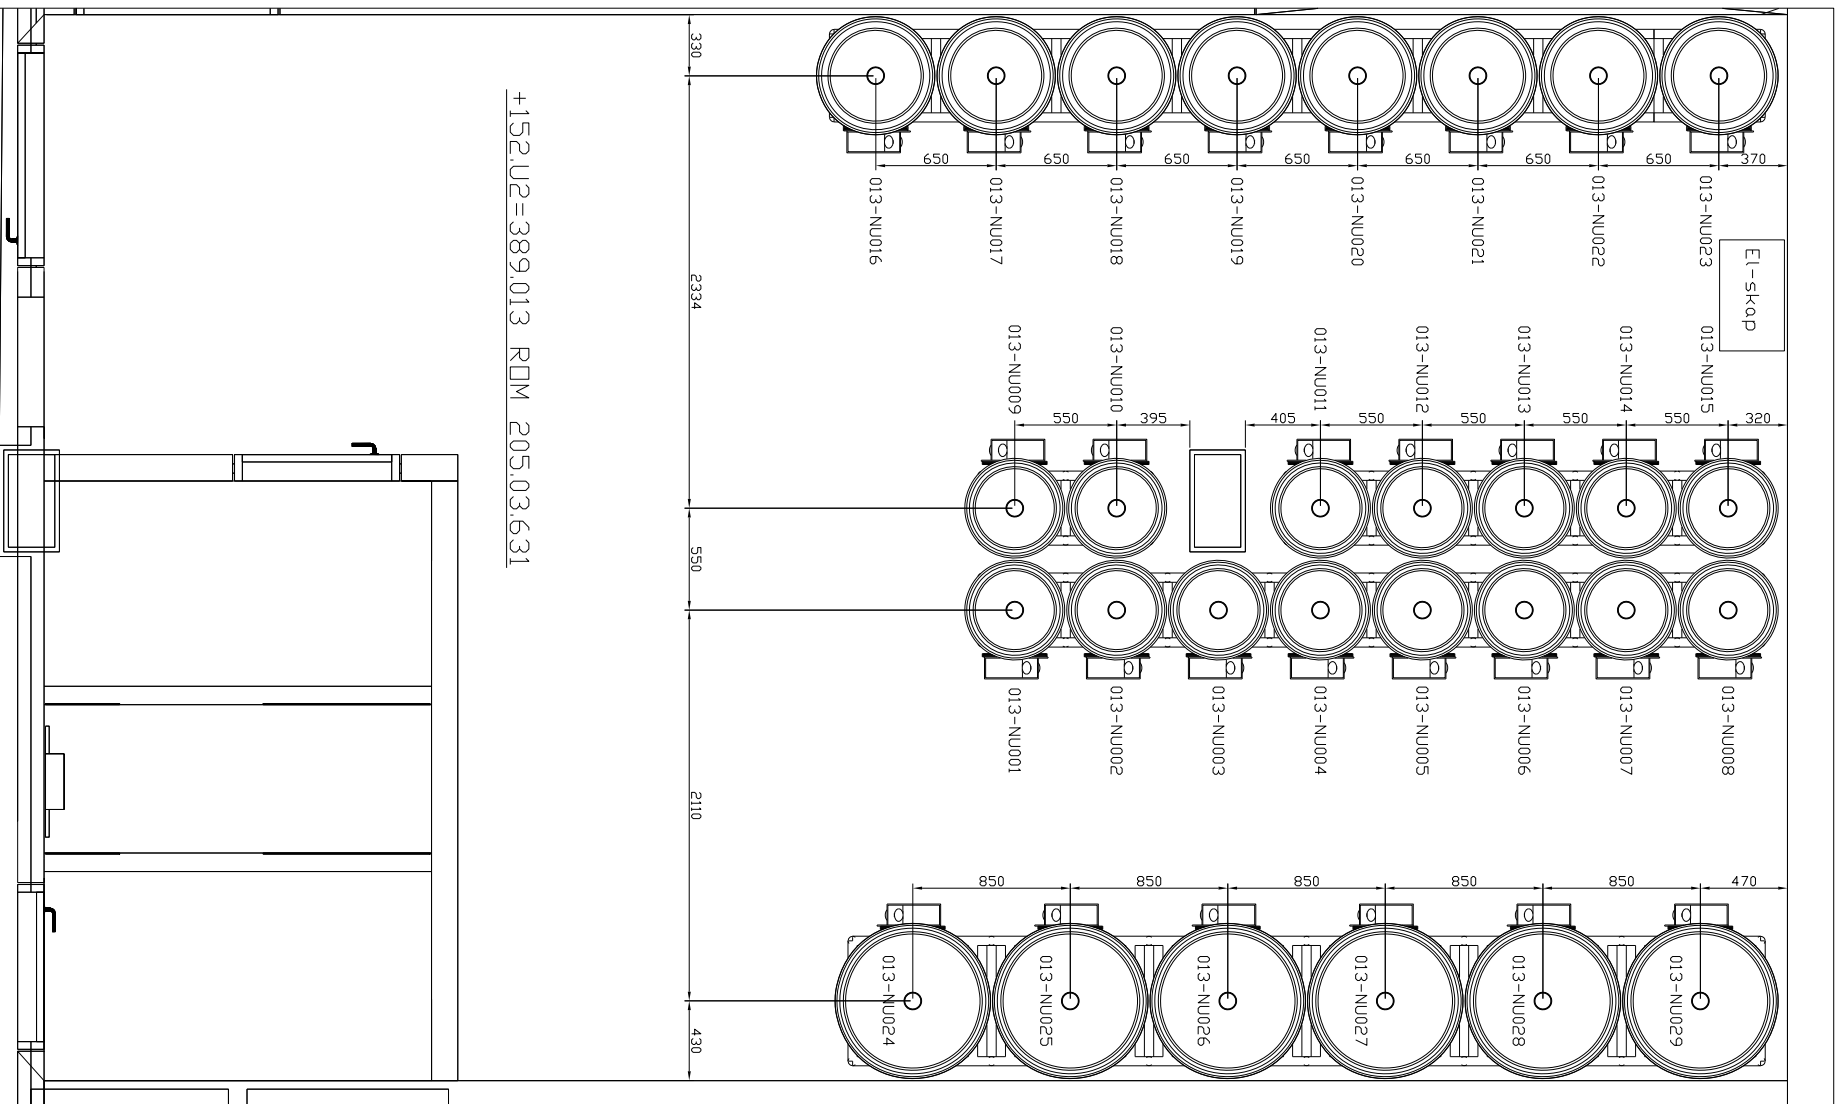 330
650
650
650
650
650
650
650
370
013-NU016
013-NU017
013-NU018
013-NU019
013-NU020
013-NU021
013-NU022
013-NU023
El-skap
+152.U2=389.013 ROM 205.03.631
2334
013-NU009
013-NU010
013-NU011
013-NU012
013-NU013
013-NU014
013-NU015
550
395
405
550
550
550
550
320
550
013-NU001
013-NU002
013-NU003
013-NU004
013-NU005
013-NU006
013-NU007
013-NU008
2110
850
850
850
850
850
470
013-NU024
013-NU025
013-NU026
013-NU027
013-NU028
013-NU029
430